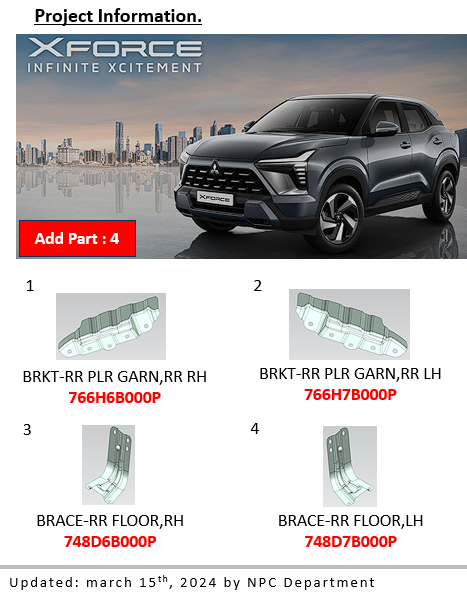 Project Information.
XFORCE
INFINITE XCITEMENT
XFORCE
Add Part : 4
1
BRKT-RR PLR GARN,RR RH
766H6B000P
2
BRKT-RR PLR GARN,RR LH
766H7B000P
3
BRACE-RR FLOOR,RH
748D6B000P
4
BRACE-RR FLOOR,LH
748D7B000P
Updated: march 15th, 2024 by NPC Department